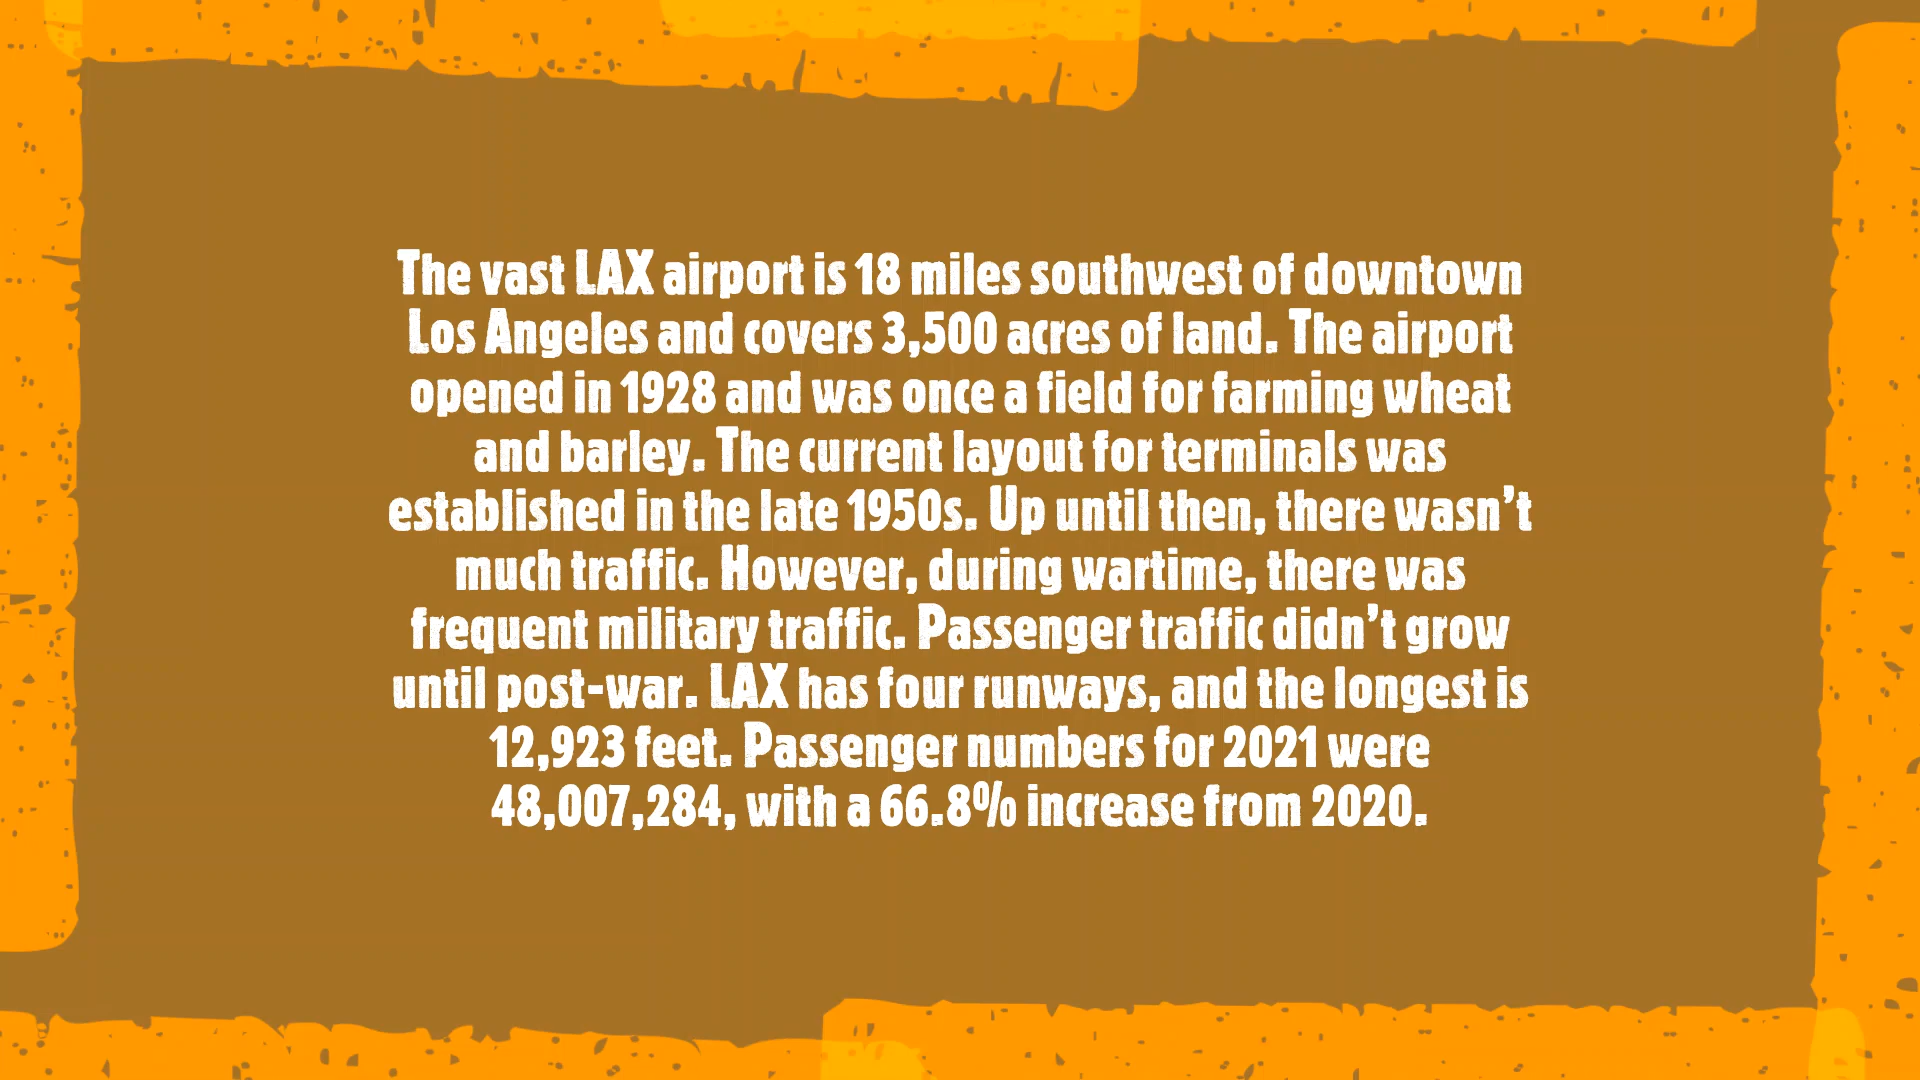 The vast LAX airport is 18 miles southwest of downtown
Los Angeles and covers 3,500 acres of land. The airport
opened in 1928 and was once a field for farming wheat
and barley. The current layout for terminals was
established in the late 1950s. Up until then, there wasn’t
much traffic. However, during wartime, there was
frequent military traffic. Passenger traffic didn’t grow
until post-war. LAX has four runways, and the longest is
12,923 feet. Passenger numbers for 2021 were
48,007,284, with a 66.8% increase from 2020.